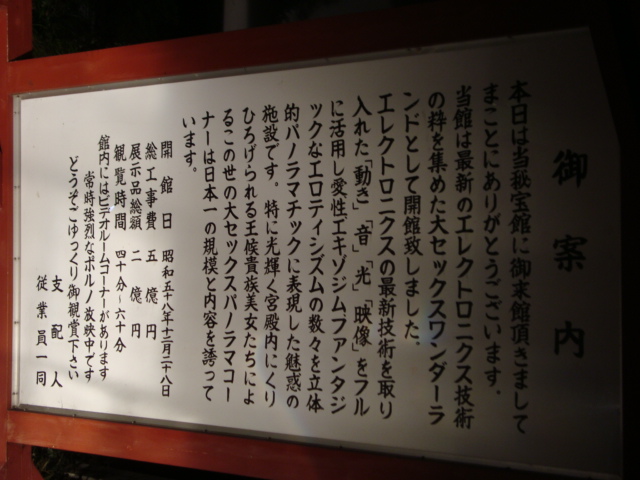 御案内
本日は当秘宝館に御来館頂きまして
まことにありがとうございます。
当館は最新のエレクトロニクス技術
の粋を集めた大セックスワンダーラ
ンドとして開館致しました。
エレクトロニクスの最新技術を取り
入れた「動き」「音」「光」「映像」をフル
に活用し愛性エキゾジムファンタジ
ックなエロティシズムの数々を立体
的パノラマチックに表現した魅惑の
施設です。特に光輝く宮殿内にくり
ひろげられる王候貴族美女たちによ
るこの世の大セックスパノラマコー
ナーは日本一の規模と内容を誇って
います。
開館日 昭和五十八年十二月二十八日
総工事費 五億円
展示品総額 二億円
観覧時間 四十分~六十分
館内にはビデオルームコーナーがあります
常時強烈なポルノ放映中です
どうぞごゆっくり御観賞下さい
支配人
従業員一同